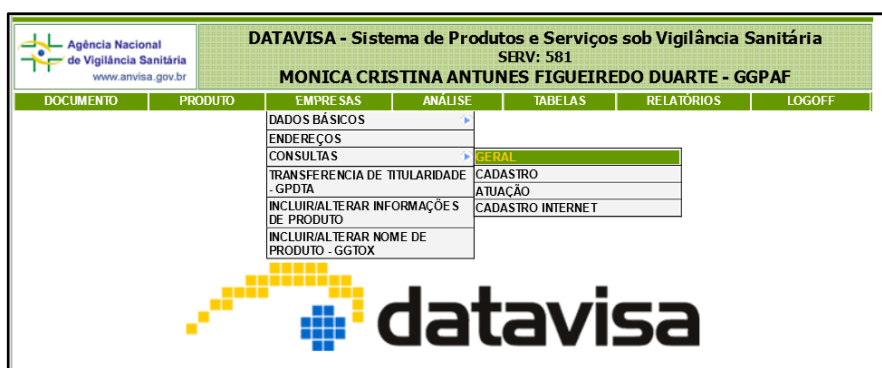 Agência Nacional
de Vigilância Sanitária
www.anvisa.gov.br
DATAVISA - Sistema de Produtos e Serviços sob Vigilância Sanitária
SERV: 581
MONICA CRISTINA ANTUNES FIGUEIREDO DUARTE - GGPAF
DOCUMENTO PRODUTO EMPRESAS ANÁLISE TABELAS RELATÓRIOS LOGOFF
DADOS BÁSICOS
ENDEREÇOS
CONSULTAS
TRANSFERENCIA DE TITULARIDADE
- GPDTA
INCLUIR/ALTERAR INFORMAÇÕES
DE PRODUTO
INCLUIR/ALTERAR NOME DE
PRODUTO - GGTOX
GERAL
CADASTRO
ATUAÇÃO
CADASTRO INTERNET
datavisa